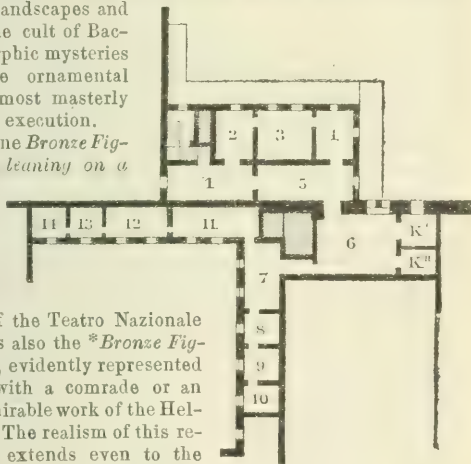 andscapes and
e cult of Bac-
phic mysteries
e ornamental
most masterly
execution.
ne Bronze Fig-
leaning on a
2 3 4
1 5
14 13 12 11
6
K'
K"
7
8
9
10
f the Teatro Nazionale
s also the *Bronze Fig-
, evidently represented
with a comrade or an
irable work of the Hel-
The realism of this re-
extends even to the